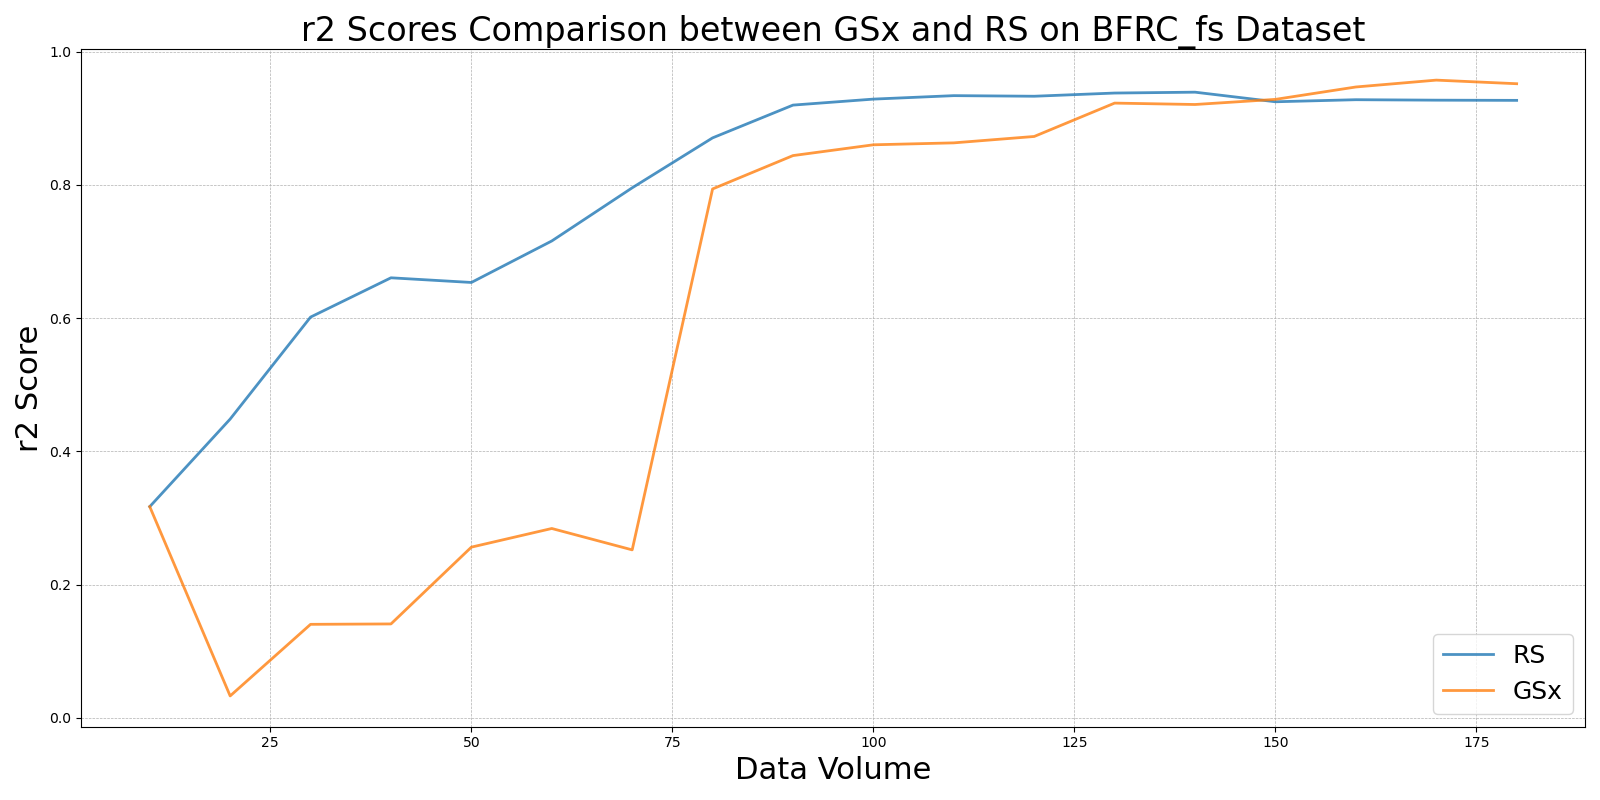 r2 Scores Comparison between GSx and RS on BFRC_fs Dataset
r2 Score
1.0
0.8
0.6
0.4
0.2
0.0
RS
GSx
25 50 75 100 125 150 175
Data Volume